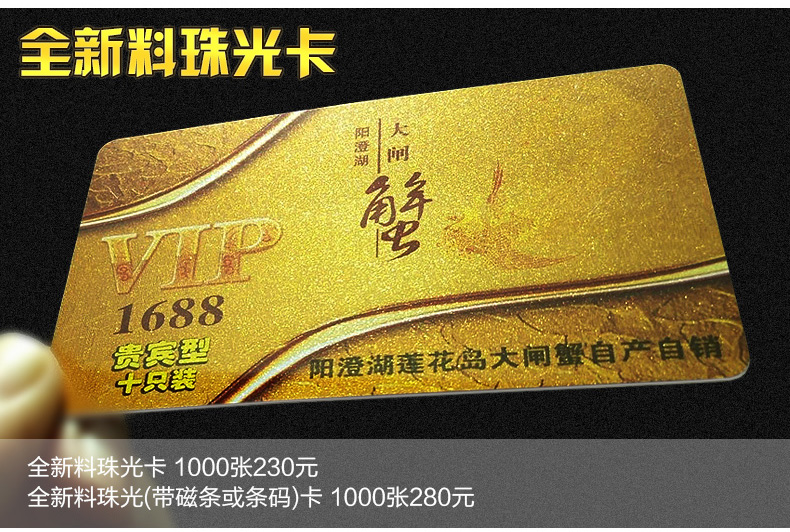 全新料珠光卡
阳澄湖
大闸
蟹
VIP
1688
贵宾型
十只装
阳澄湖莲花岛大闸蟹自产自销
全新料珠光卡 1000张230元
全新料珠光(带磁条或条码)卡 1000张280元